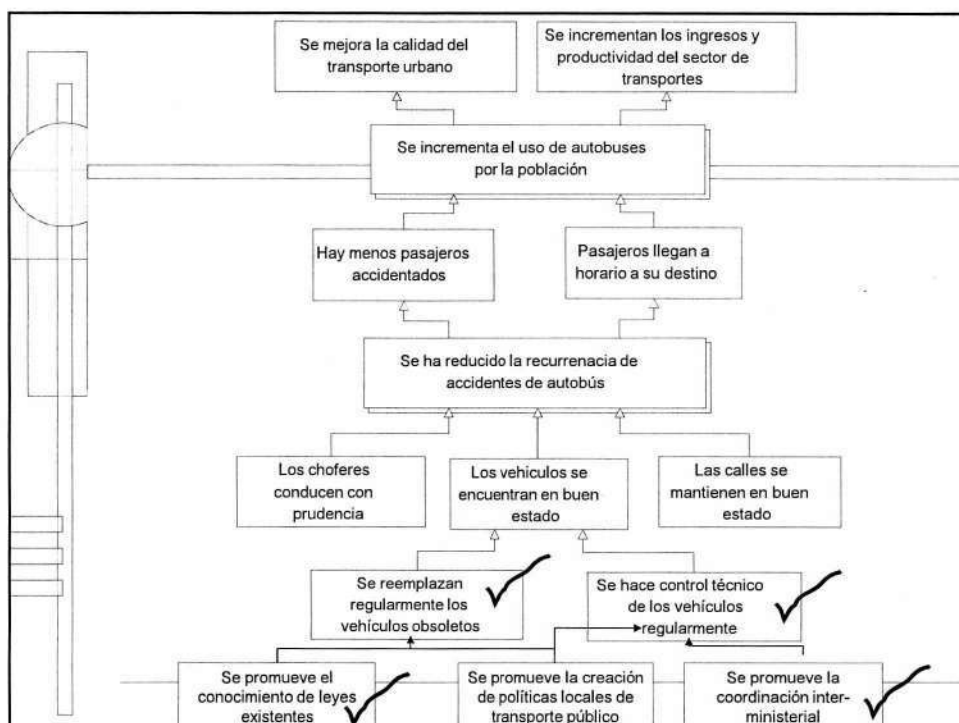 Se mejora la calidad del
transporte urbano
Se incrementan los ingresos y
productividad del sector de
transportes
Se incrementa el uso de autobuses
por la población
Hay menos pasajeros
accidentados
Pasajeros llegan a
horario a su destino
Se ha reducido la recurrenacia de
accidentes de autobús
Los choferes
conducen con
prudencia
Los vehiculos se
encuentran en buen
estado
Las calles se
mantienen en buen
estado
Se reemplazan
regularmente los
vehículos obsoletos
Se hace control técnico
de los vehículos
regularmente
Se promueve el
conocimiento de leyes
existentes
Se promueve la creación
de políticas locales de
transporte público
Se promueve la
coordinación inter-
ministerial